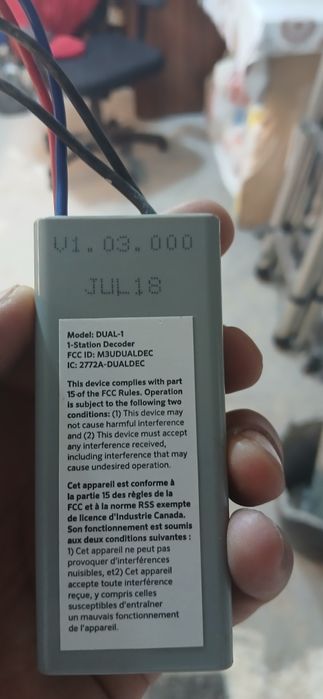 V1.03.000
JUL18
Model: DUAL-1
1-Station Decoder
FCC ID: M3UDUALDEC
IC: 2772A-DUALDEC
This device complies with part
15 of the FCC Rules. Operation
is subject to the following two
conditions: (1) This device may
not cause harmful interference
and (2) This device must accept
any interference received,
including interference that may
cause undesired operation.
Cet appareil est conforme à
la partie 15 des règles de la
FCC et à la norme RSS exempte
de licence d'Industrie Canada.
Son fonctionnement est soumis
aux deux conditions suivantes :
1) Cet appareil ne peut pas
provoquer d'interférences
nuisibles, et2) Cet appareil
accepte toute interférence
reçue, y compris celles
susceptibles d'entraîner
un mauvais fonctionnement
de l'appareil.